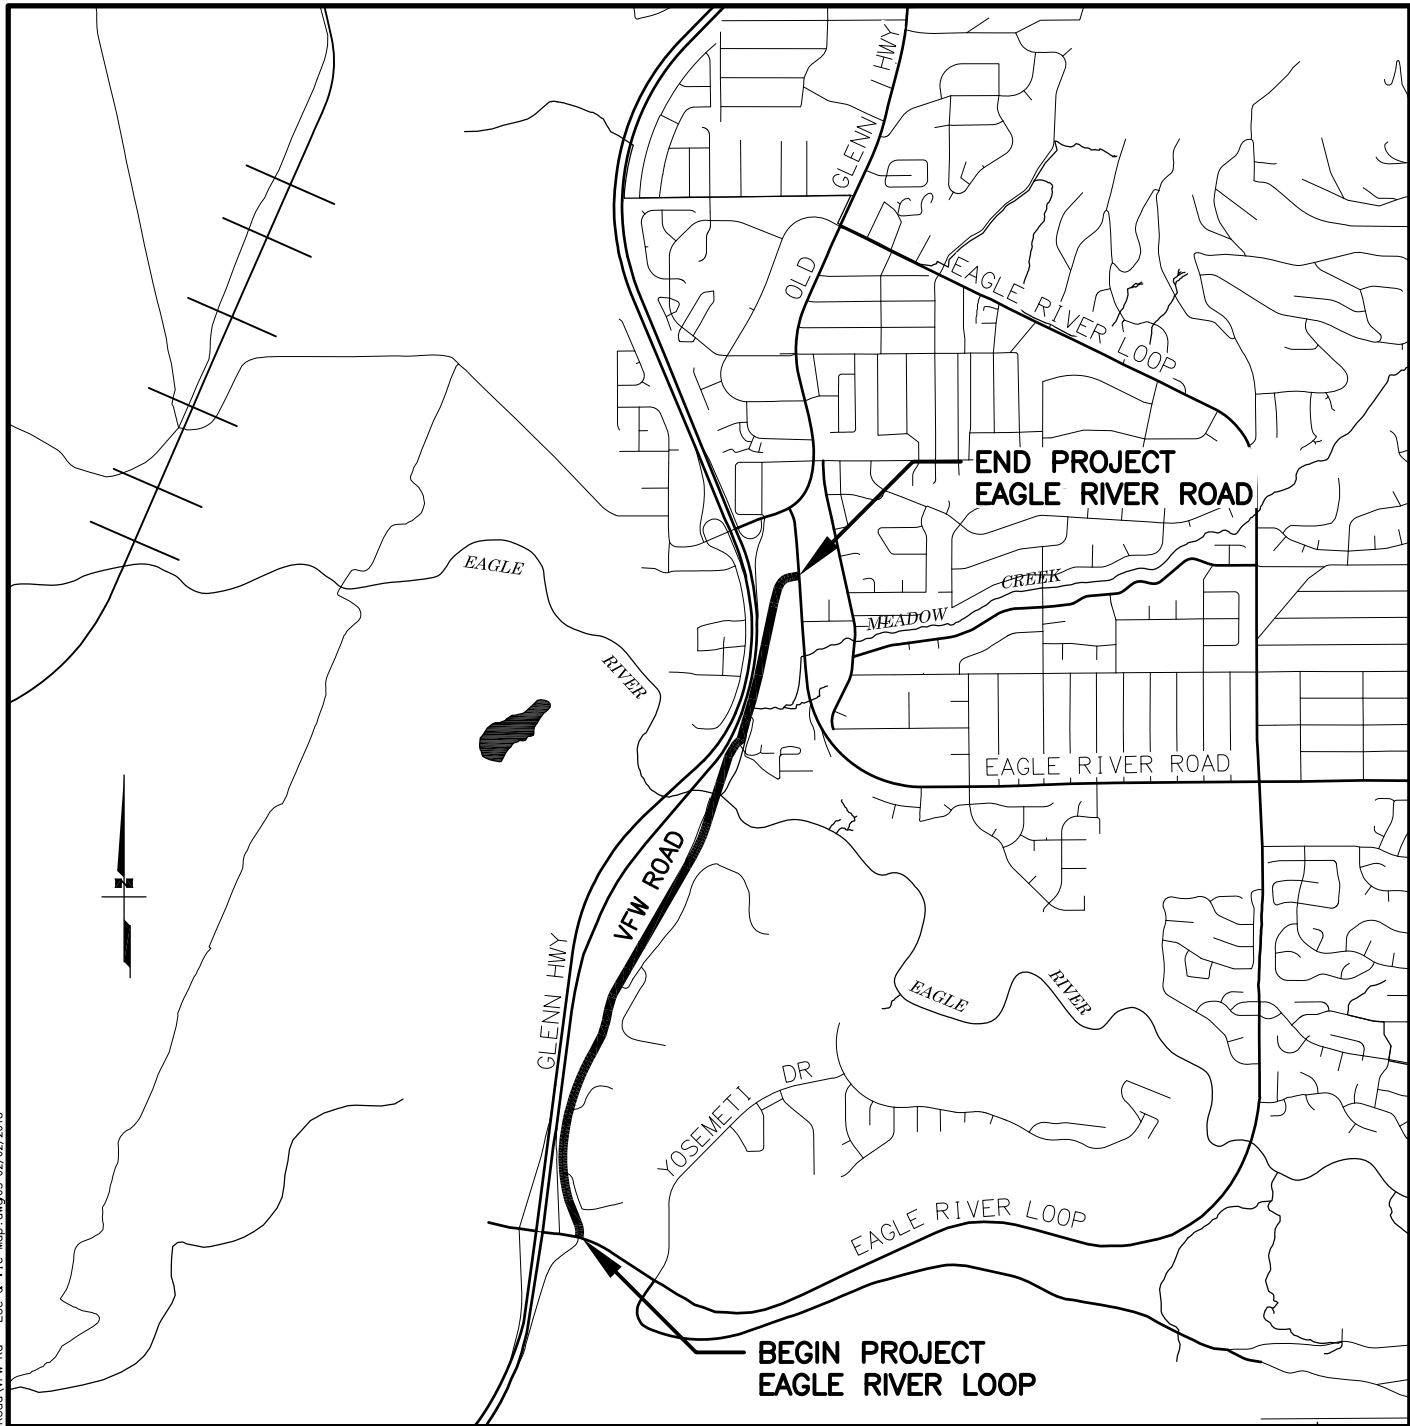 GLENN HWY
OLD
EAGLE RIVER LOOP
END PROJECT
EAGLE RIVER ROAD
EAGLE
RIVER
MEADOW
CREEK
EAGLE RIVER ROAD
VFW ROAD
N
GLENN HWY
EAGLE
RIVER
YOSEMETI DR
EAGLE RIVER LOOP
BEGIN PROJECT
EAGLE RIVER LOOP